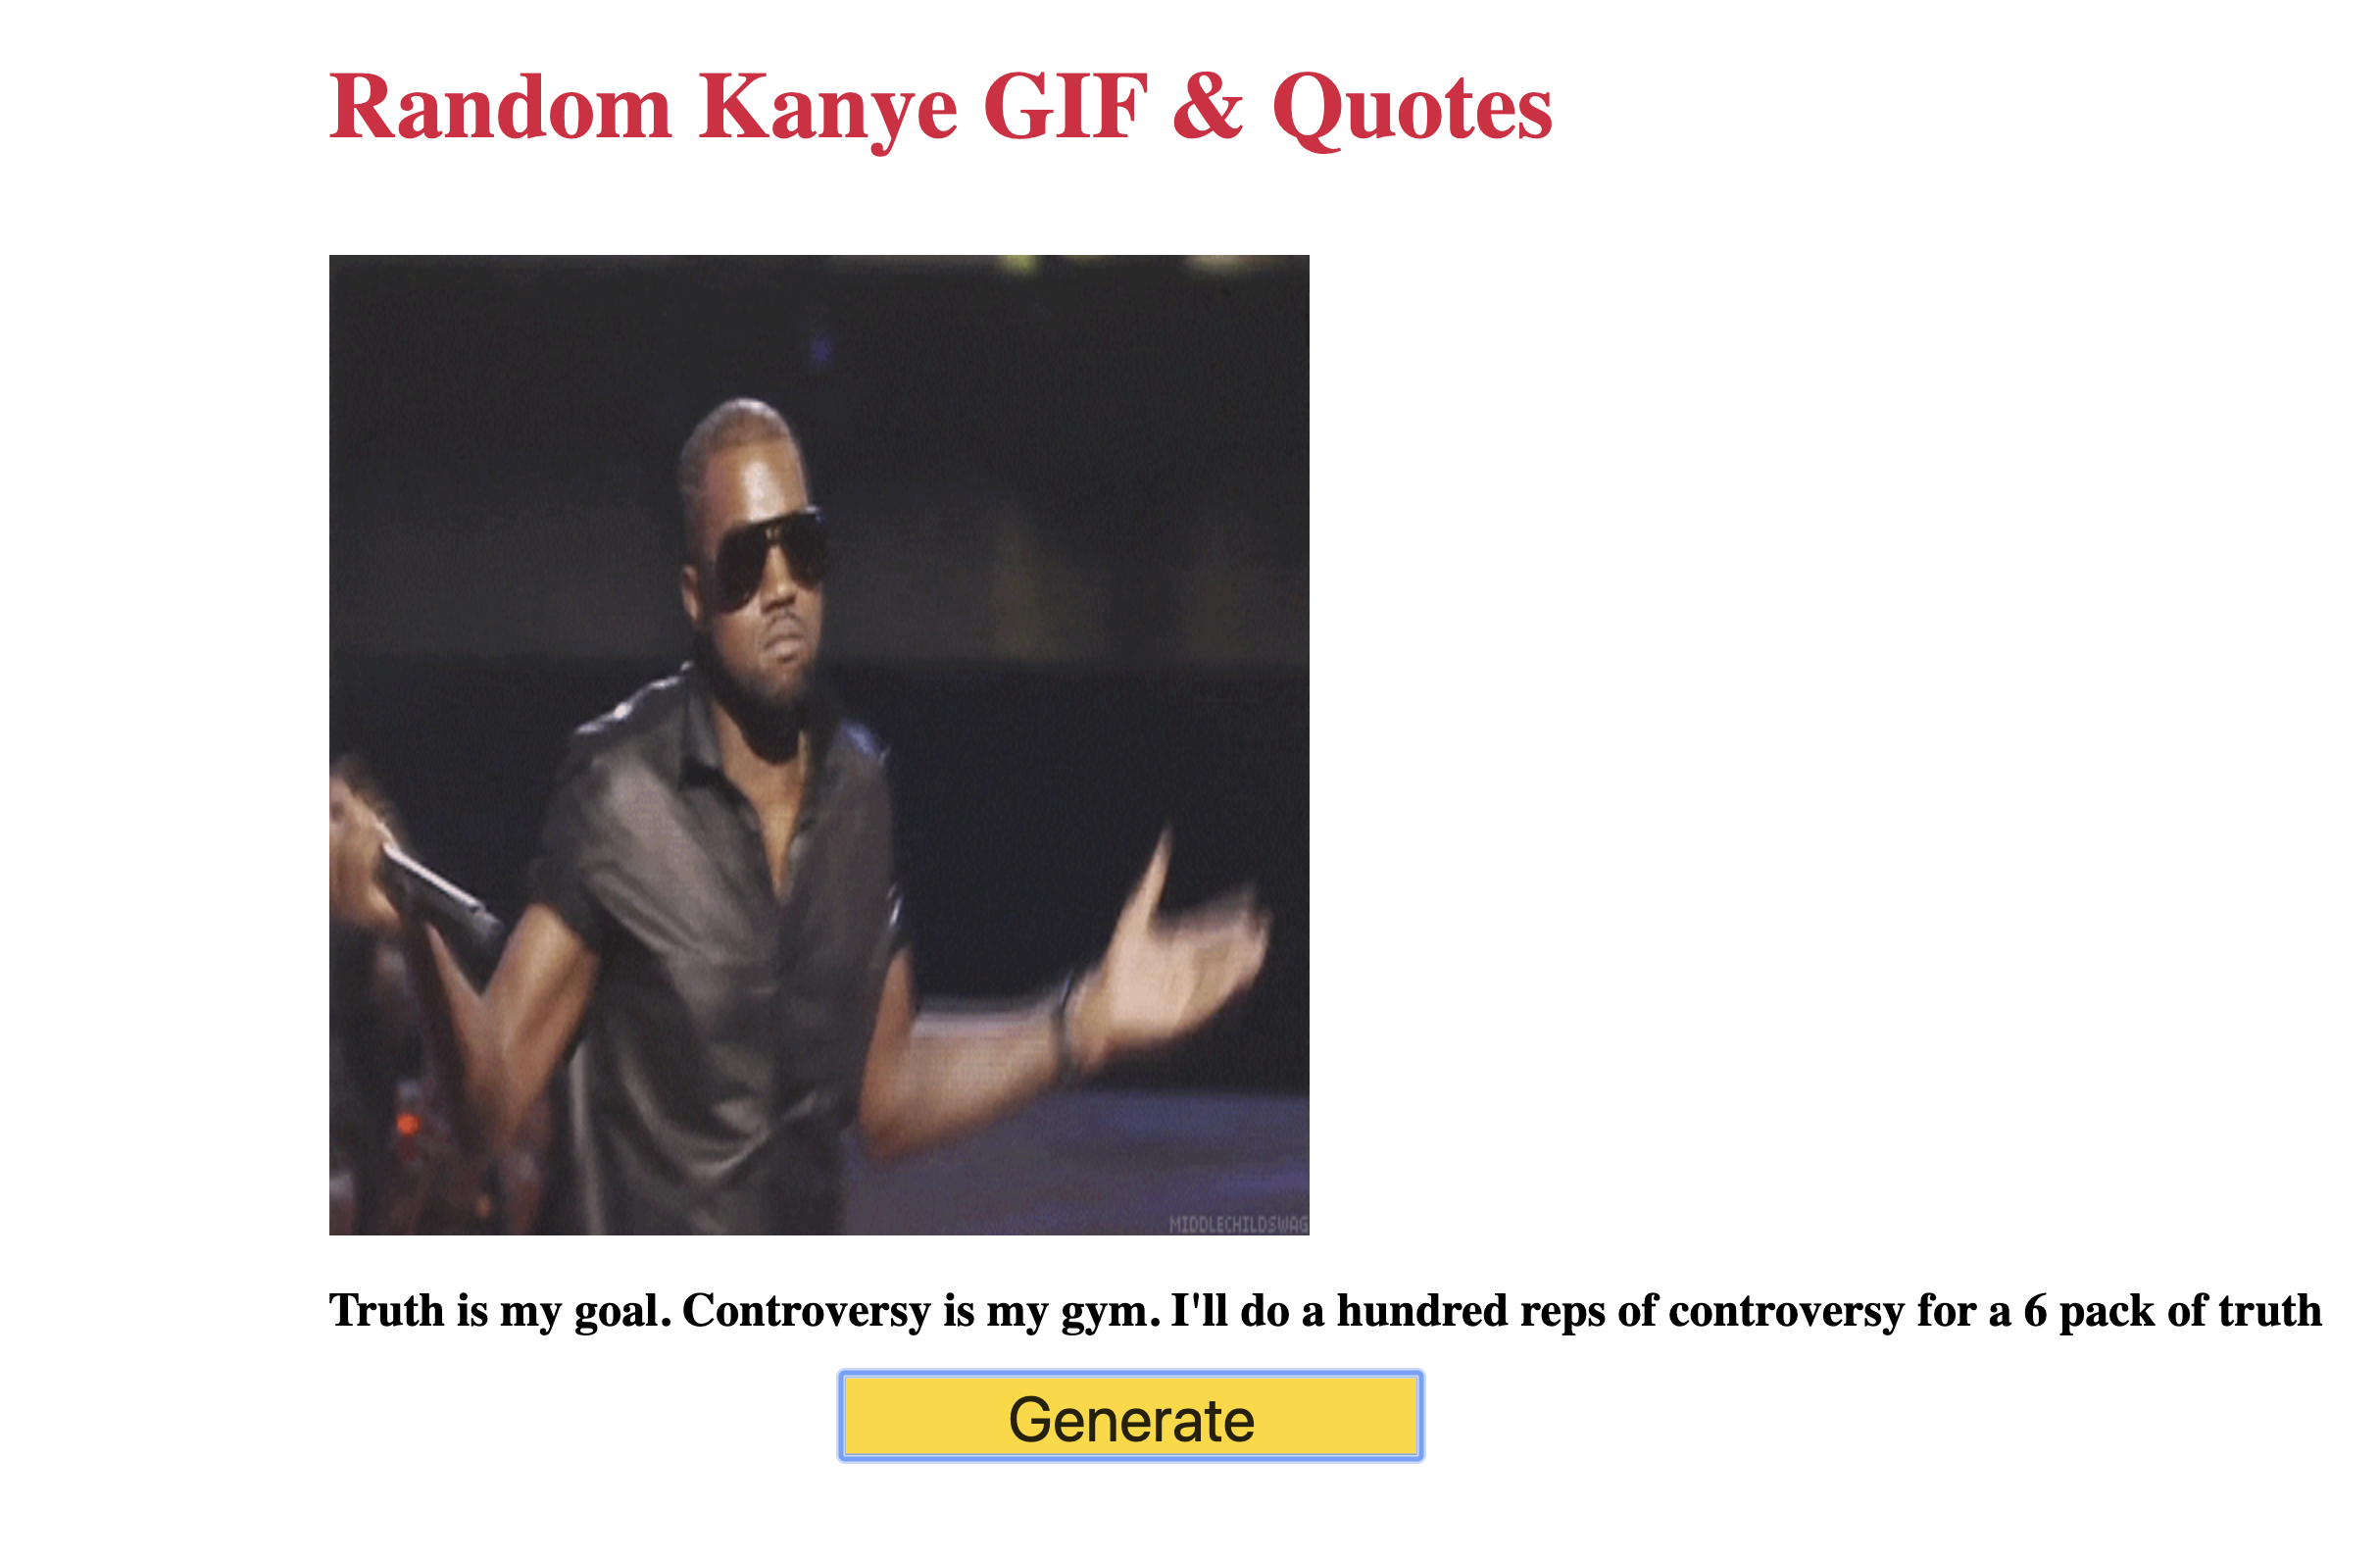 Random Kanye GIF & Quotes
MIDDLECHILDSWAG
Truth is my goal. Controversy is my gym. I'll do a hundred reps of controversy for a 6 pack of truth
Generate